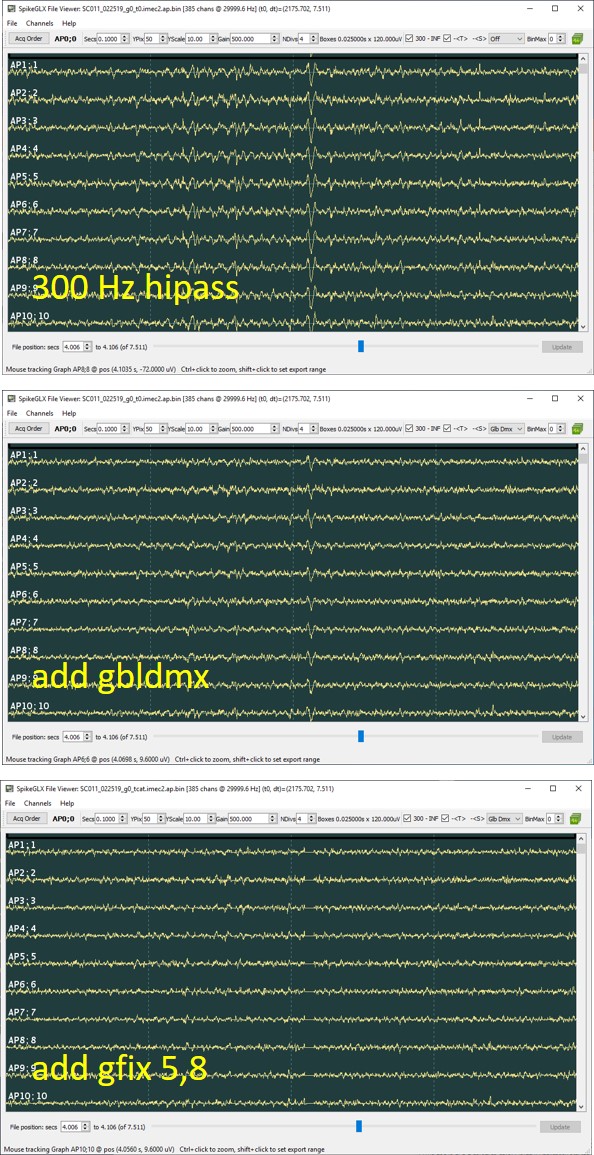 SpikeGLX File Viewer: SC011_022519_g0_t0.imec2.ap.bin [385 chans @ 29999.6 Hz] (t0, dt)=(2175.702, 7.511)
File Channels Help
Acq Order AP0;0 Secs 0.1000 YPix 50 YScale 10.00 Gain 500.000 NDivs 4 Boxes 0.025000s x 120.000uV 300 - INF -<T> -<S> Off BinMax 0
AP1;1
AP2;2
AP3;3
AP4;4
AP5;5
AP6;6
AP7;7
AP8;8
AP9;9
300 Hz hipass
AP10;10
File position: secs 4.006 to 4.106 (of 7.511) Update
Mouse tracking Graph AP8;8 @ pos (4.1035 s, -72.0000 uV) Ctrl+click to zoom, shift+click to set export range
SpikeGLX File Viewer: SC011_022519_g0_t0.imec2.ap.bin [385 chans @ 29999.6 Hz] (t0, dt)=(2175.702, 7.511)
File Channels Help
Acq Order AP0;0 Secs 0.1000 YPix 50 YScale 10.00 Gain 500.000 NDivs 4 Boxes 0.025000s x 120.000uV 300 - INF -<T> -<S> Glb Dmx BinMax 0
AP1;1
AP2;2
AP3;3
AP4;4
AP5;5
AP6;6
AP7;7
AP8;8
AP9;9
add gbldmx
AP10;10
File position: secs 4.006 to 4.106 (of 7.511) Update
Mouse tracking Graph AP6;6 @ pos (4.0698 s, 9.6000 uV) Ctrl+click to zoom, shift+click to set export range
SpikeGLX File Viewer: SC011_022519_g0_tcat.imec2.ap.bin [385 chans @ 29999.6 Hz] (t0, dt)=(2175.702, 7.511)
File Channels Help
Acq Order AP0;0 Secs 0.1000 YPix 50 YScale 10.00 Gain 500.000 NDivs 4 Boxes 0.025000s x 120.000uV 300 - INF -<T> -<S> Glb Dmx BinMax 0
AP1;1
AP2;2
AP3;3
AP4;4
AP5;5
AP6;6
AP7;7
AP8;8
AP9;9
add gfix 5,8
AP10;10
File position: secs 4.006 to 4.106 (of 7.511) Update
Mouse tracking Graph AP10;10 @ pos (4.0560 s, 9.6000 uV) Ctrl+click to zoom, shift+click to set export range